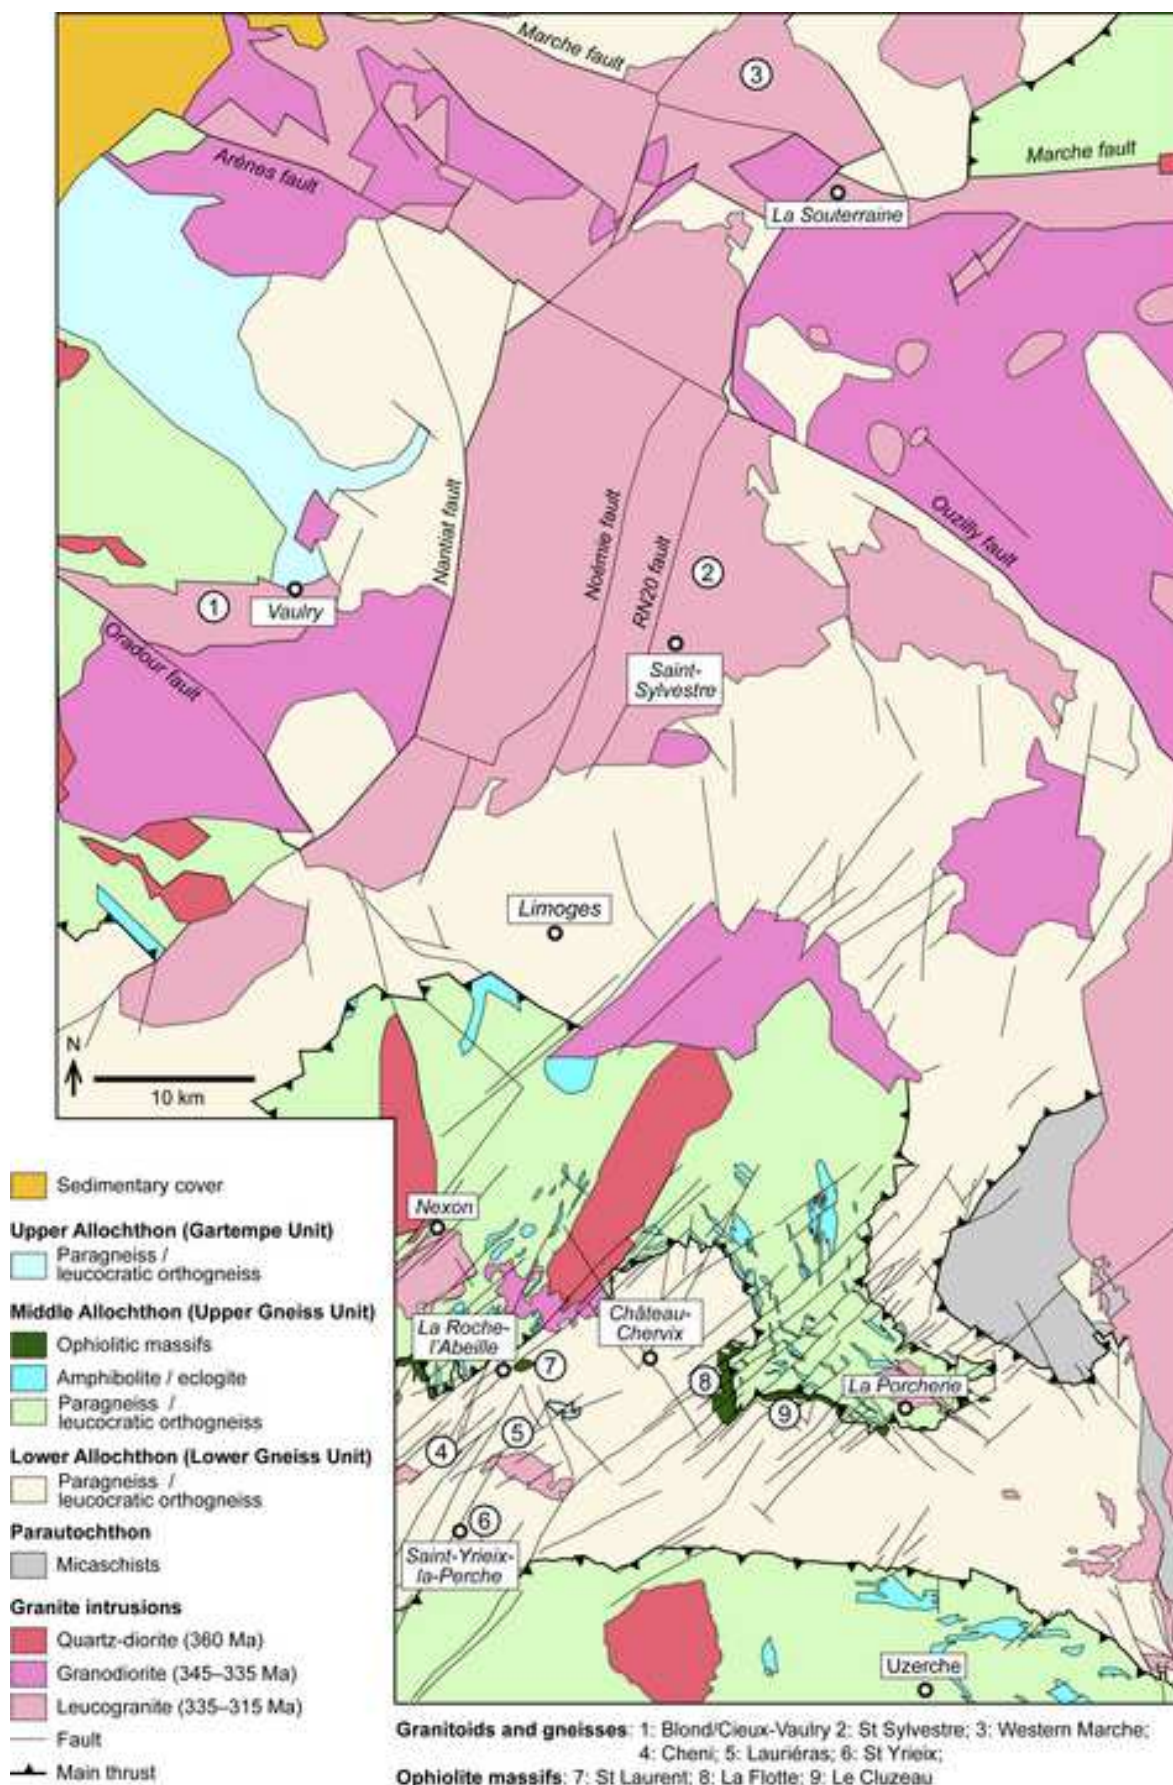 Marche fault
3
Arènes fault
Marche fault
La Souterraine
Nantiat fault
Noémie fault
RN20 fault
Ouzilly fault
2
1
Vaulry
Oradour fault
Saint-
Sylvestre
Limoges
N
10 km
Nexon
Château-
Chervix
La Roche-
l'Abeille
7
8
La Porcherie
9
5
4
6
Saint-Yrieix-
la-Perche
Uzerche
Sedimentary cover
Upper Allochthon (Gartempe Unit)
Paragneiss /
leucocratic orthogneiss
Middle Allochthon (Upper Gneiss Unit)
Ophiolitic massifs
Amphibolite / eclogite
Paragneiss /
leucocratic orthogneiss
Lower Allochthon (Lower Gneiss Unit)
Paragneiss /
leucocratic orthogneiss
Parautochthon
Micaschists
Granite intrusions
Quartz-diorite (360 Ma)
Granodiorite (345–335 Ma)
Leucogranite (335–315 Ma)
Fault
Main thrust
Granitoids and gneisses: 1: Blond/Cieux-Vaulry 2: St Sylvestre; 3: Western Marche;
4: Cheni; 5: Lauriéras; 6: St Yrieix;
Ophiolite massifs: 7: St Laurent; 8: La Flotte; 9: Le Cluzeau